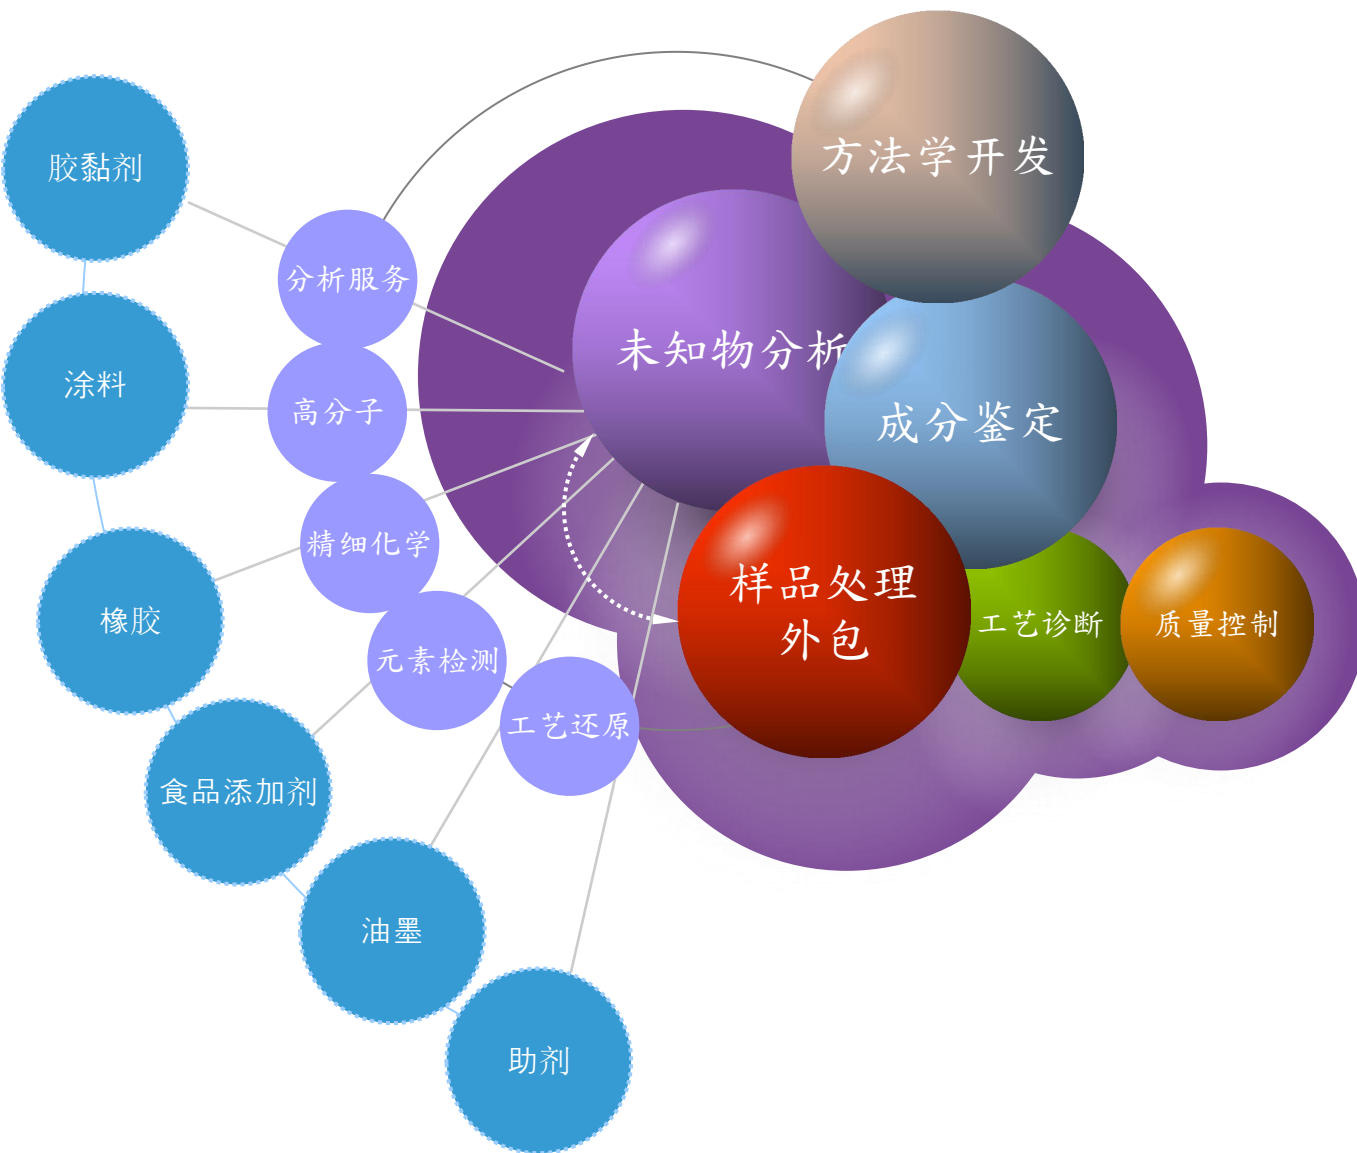 方法学开发
胶黏剂
分析服务
未知物分析
涂料
高分子
成分鉴定
精细化学
样品处理
外包
橡胶
工艺诊断
质量控制
元素检测
工艺还原
食品添加剂
油墨
助剂